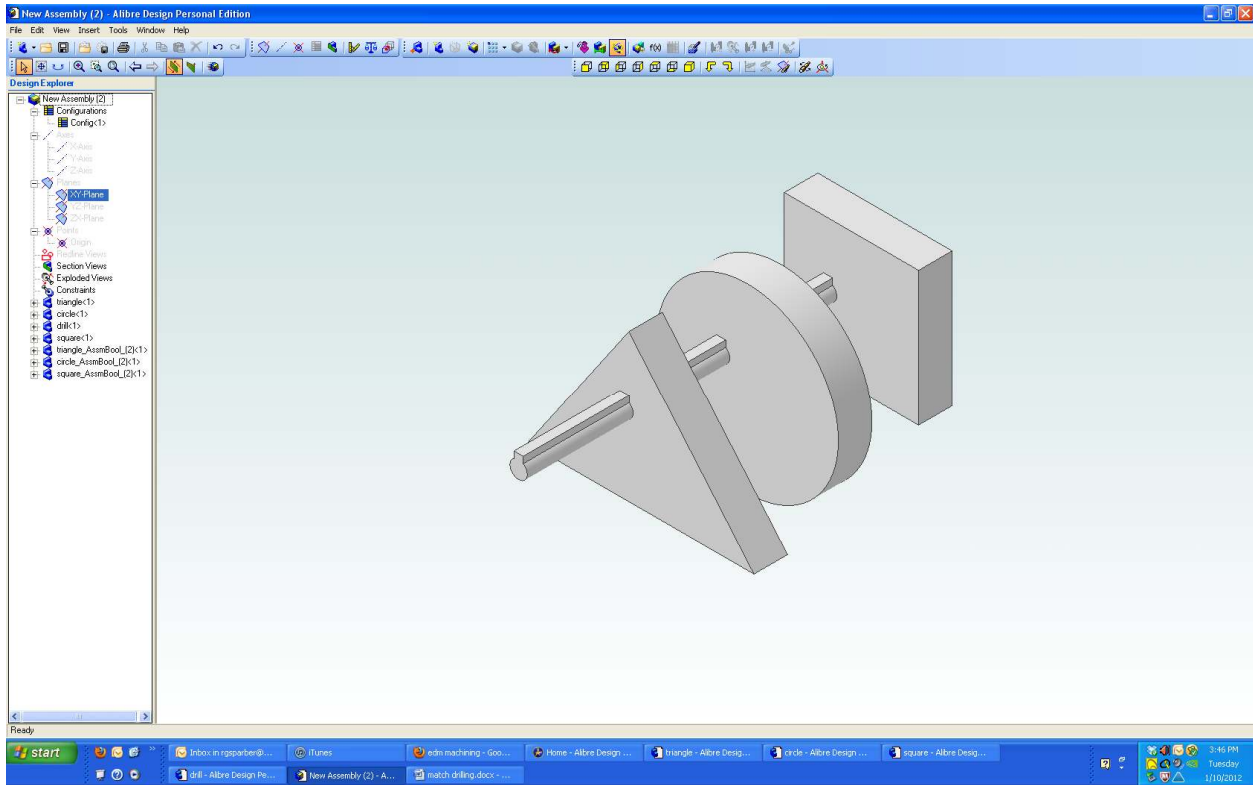 New Assembly (2) - Alibre Design Personal Edition
File Edit View Insert Tools Window Help
f(x)
Design Explorer
New Assembly (2)
Configurations
Config<1>
Axes
X-Axis
Y-Axis
Z-Axis
Planes
XY-Plane
YZ-Plane
ZX-Plane
Points
Origin
Redline Views
Section Views
Exploded Views
Constraints
triangle<1>
circle<1>
drill<1>
square<1>
triangle_AssmBool_(2)<1>
circle_AssmBool_(2)<1>
square_AssmBool_(2)<1>
Ready
start
Inbox in rgsparber@...
iTunes
edm machining - Goo...
Home - Alibre Design ...
triangle - Alibre Desig...
circle - Alibre Design ...
square - Alibre Desig...
3:46 PM
drill - Alibre Design Pe...
New Assembly (2) - A...
match drilling.docx - ...
Tuesday
1/10/2012